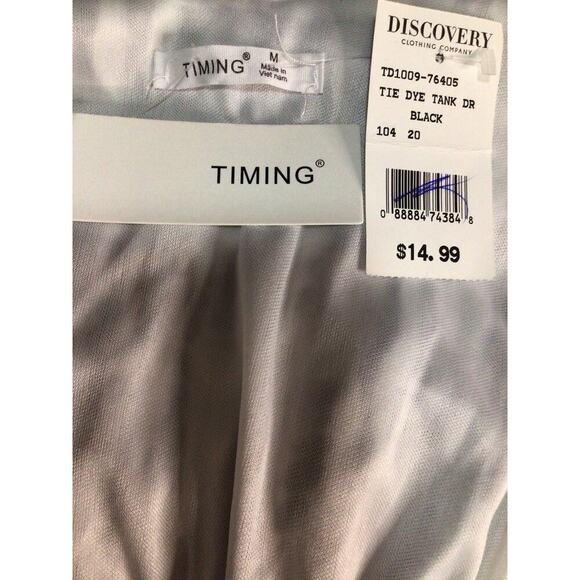 TIMING®
M
Made in
Viet nam
TIMING®
DISCOVERY
CLOTHING COMPANY
TD1009-76405
TIE DYE TANK DR
BLACK
104 20
0 88884 74384 8
$14.99